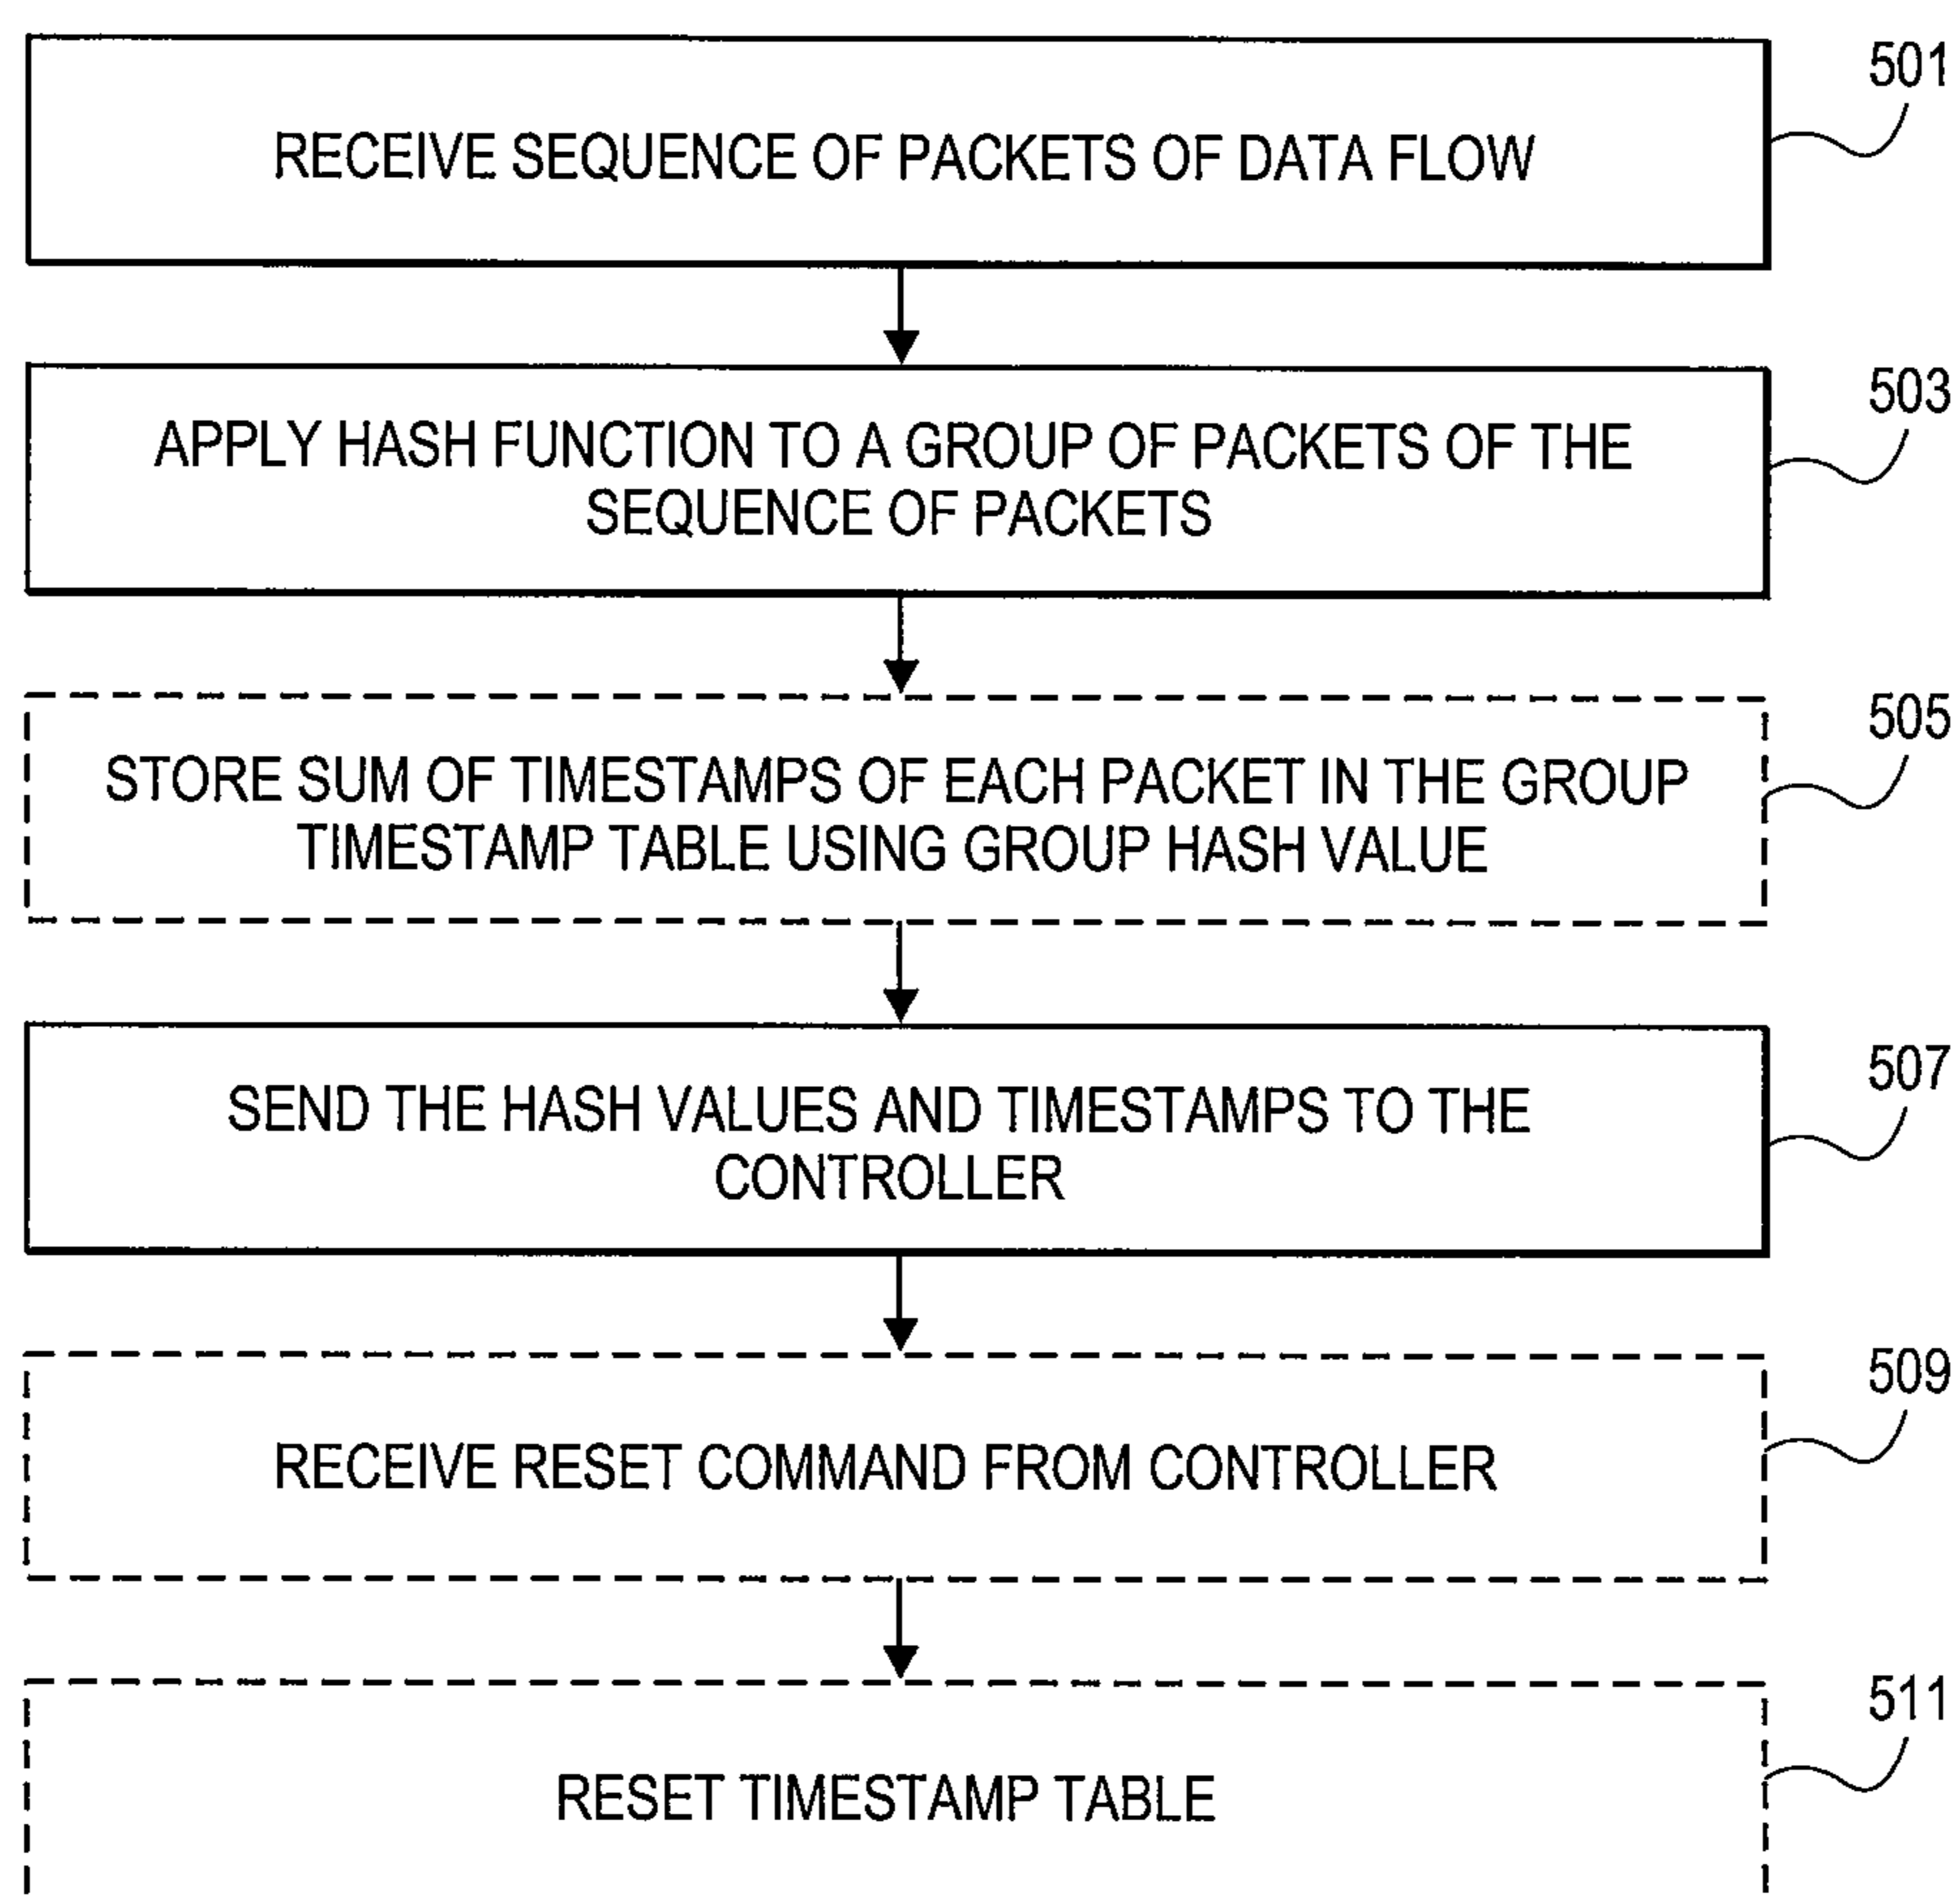 501
RECEIVE SEQUENCE OF PACKETS OF DATA FLOW
503
APPLY HASH FUNCTION TO A GROUP OF PACKETS OF THE
SEQUENCE OF PACKETS
505
STORE SUM OF TIMESTAMPS OF EACH PACKET IN THE GROUP
TIMESTAMP TABLE USING GROUP HASH VALUE
507
SEND THE HASH VALUES AND TIMESTAMPS TO THE
CONTROLLER
509
RECEIVE RESET COMMAND FROM CONTROLLER
511
RESET TIMESTAMP TABLE